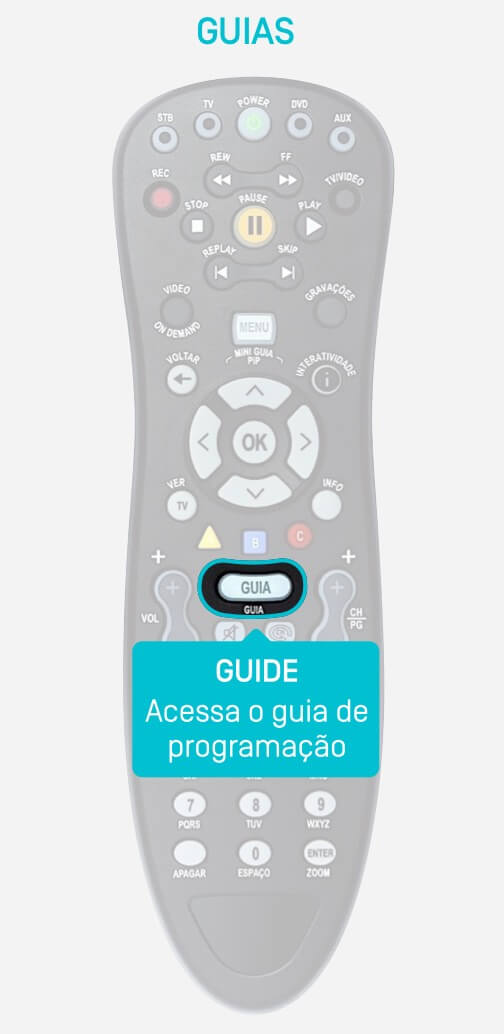 GUIAS
POWER
TV
DVD
STB
AUX
REW
FF
REC
TV/VIDEO
STOP
PAUSE
PLAY
REPLAY
SKIP
VIDEO
ON DEMAND
GRAVAÇÕES
MENU
MINI GUIA
PiP
VOLTAR
INTERATIVIDADE
i
OK
VER
TV
INFO
B
C
+
+
+
+
GUIA
GUIA
VOL
CH
PG
GUIDE
Acessa o guia de
programação
7
8
9
PQRS
TUV
WXYZ
0
ENTER
APAGAR
ESPAÇO
ZOOM